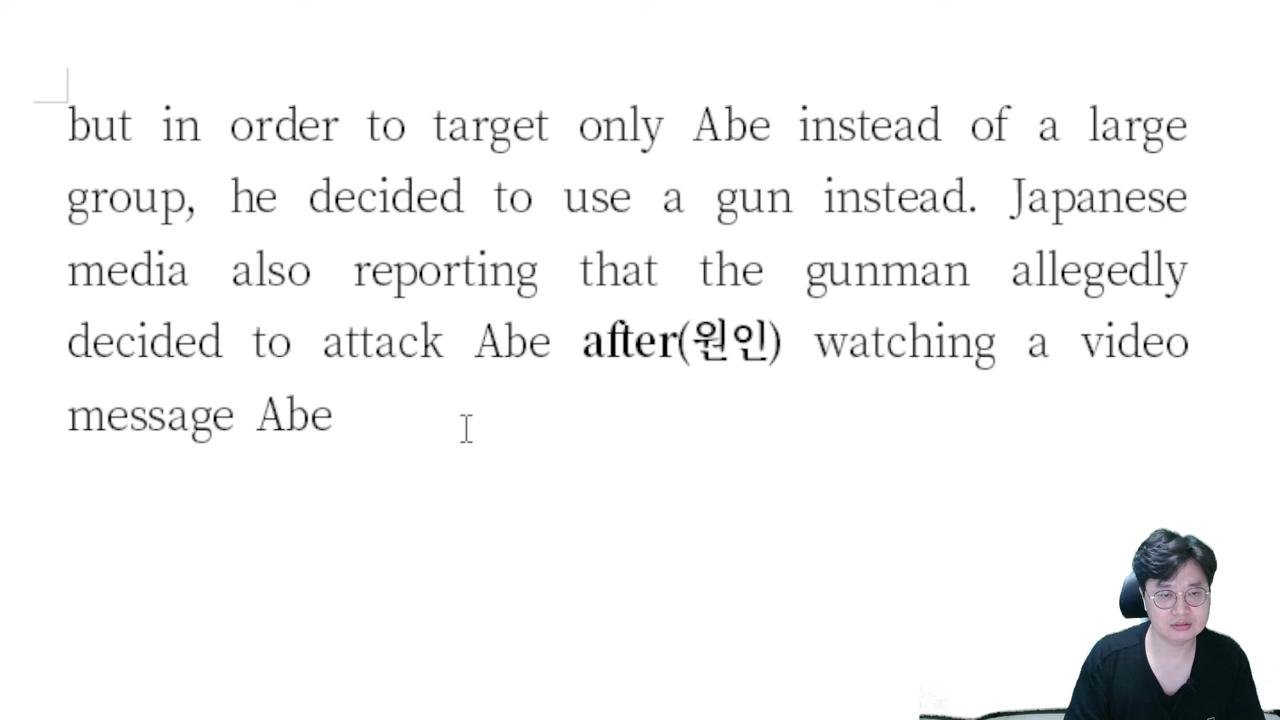 but in order to target only Abe instead of a large
group, he decided to use a gun instead. Japanese
media also reporting that the gunman allegedly
decided to attack Abe after(원인) watching a video
message Abe